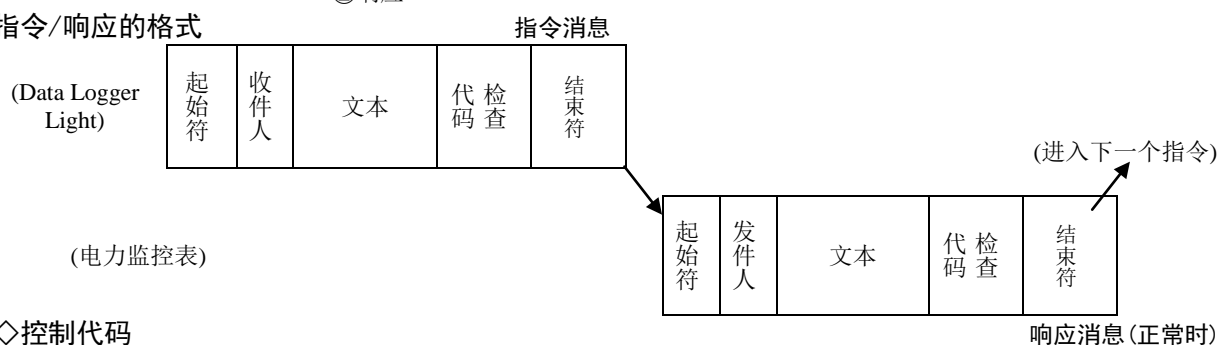 指令/响应的格式
指令消息
(Data Logger
Light)
起始符
收件人
文本
检查代码
结束符
(进入下一个指令)
(电力监控表)
起始符
发件人
文本
检查代码
结束符
◇控制代码
响应消息(正常时)